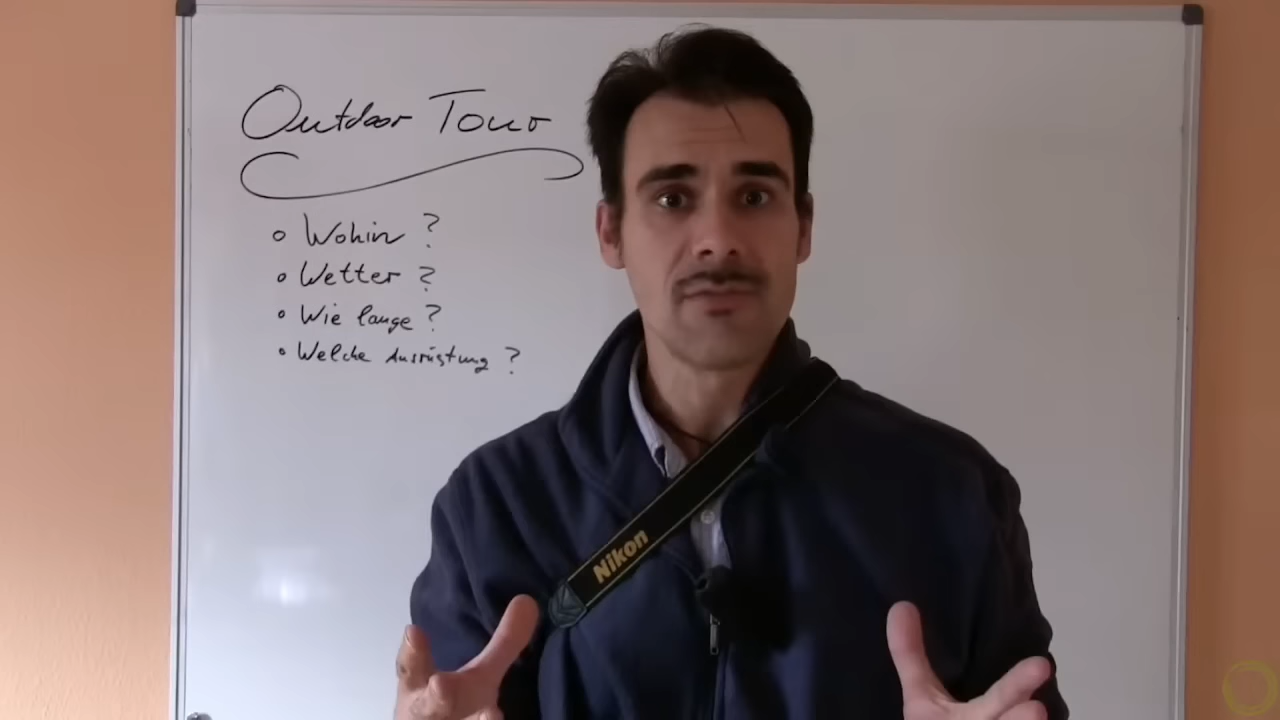 Outdoor Tour
Wohin ?
Wetter ?
Wie lange ?
Welche Ausrüstung ?
Nikon